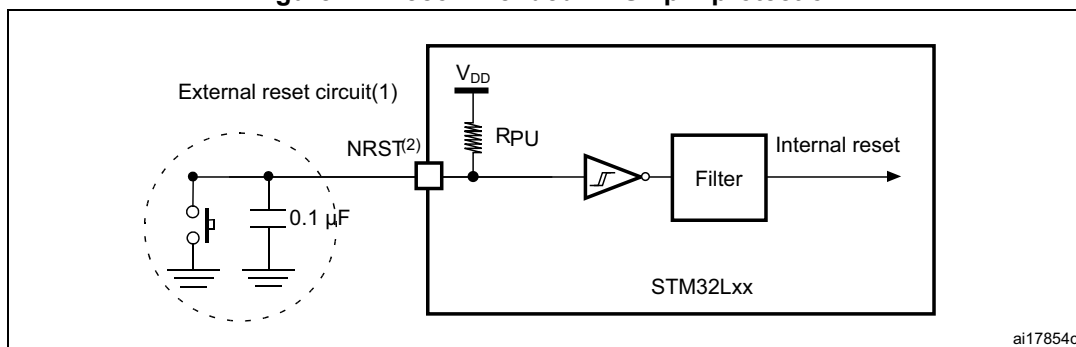 External reset circuit(1)
VDD
NRST(2)
RPU
Internal reset
Filter
0.1 µF
STM32Lxx
ai17854c